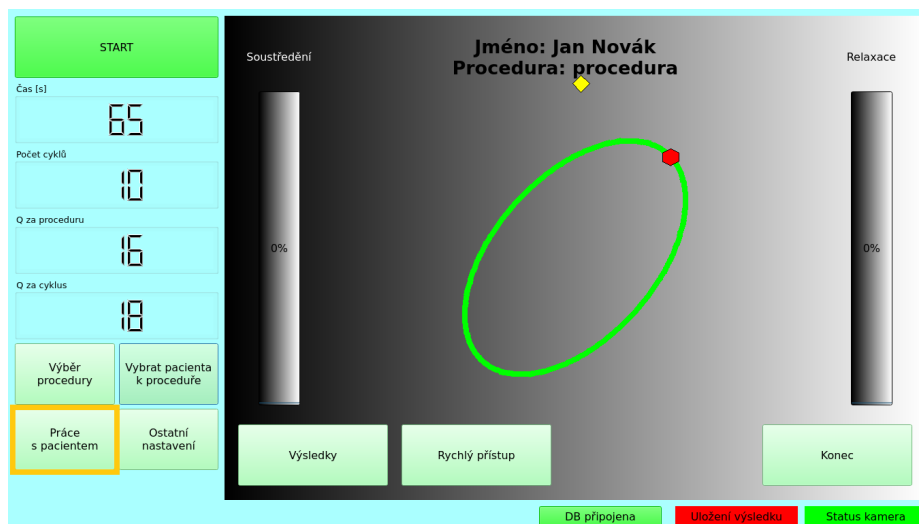 START
Čas [s]
65
Počet cyklů
10
Q za proceduru
16
Q za cyklus
18
Výběr
procedury
Vybrat pacienta
k proceduře
Práce
s pacientem
Ostatní
nastavení
Jméno: Jan Novák
Procedura: procedura
Soustředění
0%
Relaxace
0%
Výsledky
Rychlý přístup
Konec
DB připojena
Uložení výsledku
Status kamera